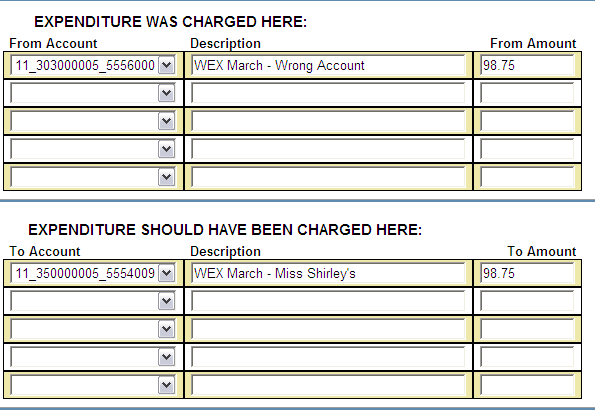 EXPENDITURE WAS CHARGED HERE:
From Account Description From Amount
11_303000005_5556000 WEX March - Wrong Account 98.75
EXPENDITURE SHOULD HAVE BEEN CHARGED HERE:
To Account Description To Amount
11_350000005_5554009 WEX March - Miss Shirley's 98.75